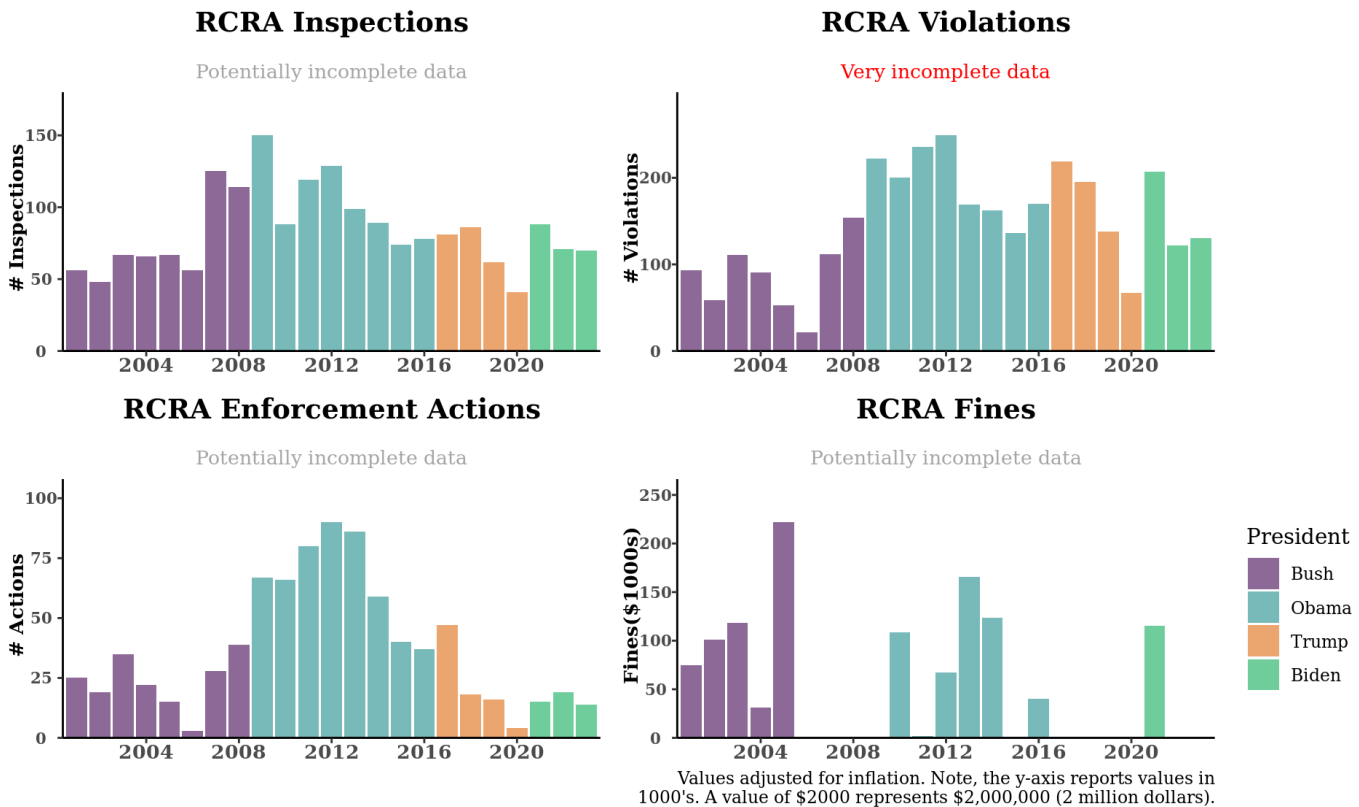 RCRA Inspections
Potentially incomplete data
# Inspections
150
100
50
0
2004 2008 2012 2016 2020
RCRA Violations
Very incomplete data
# Violations
200
100
0
2004 2008 2012 2016 2020
RCRA Enforcement Actions
Potentially incomplete data
# Actions
100
75
50
25
0
2004 2008 2012 2016 2020
RCRA Fines
Potentially incomplete data
Fines($1000s)
250
200
150
100
50
0
2004 2008 2012 2016 2020
President
Bush
Obama
Trump
Biden
Values adjusted for inflation. Note, the y-axis reports values in
1000's. A value of $2000 represents $2,000,000 (2 million dollars).